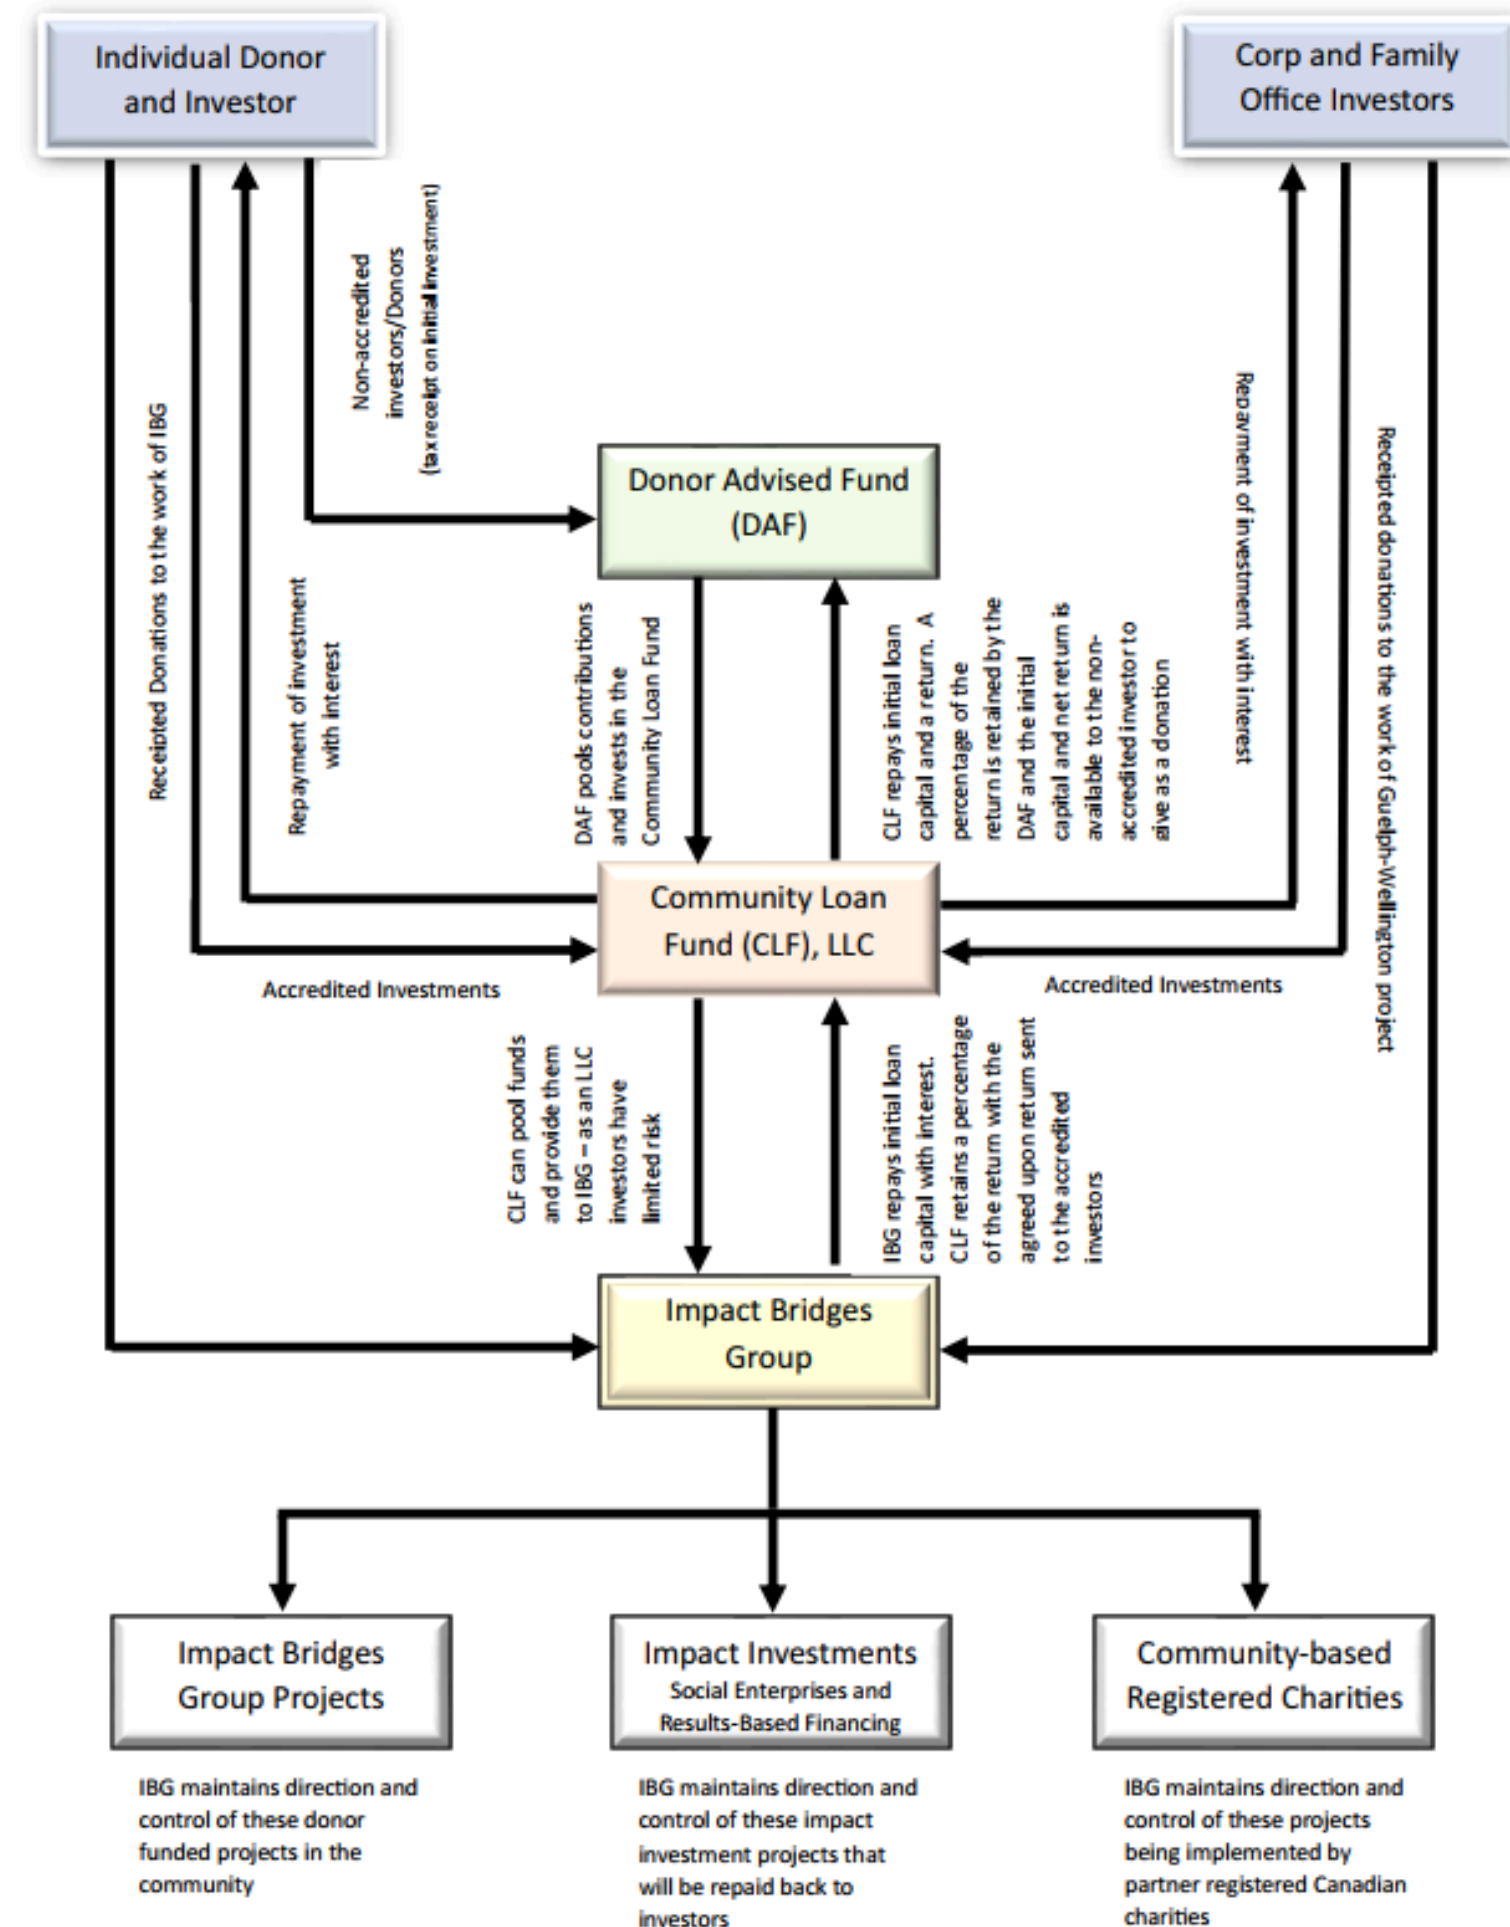 Individual Donor
and Investor
Corp and Family
Office Investors
Non-accredited
investors/Donors
(tax receipt on initial investment)
Receipted Donations to the work of IBG
Repayment of investment
with interest
Donor Advised Fund
(DAF)
DAF pools contributions
and invests in the
Community Loan Fund
CLF repays initial loan
capital and a return. A
percentage of the
return is retained by the
DAF and the initial
capital and net return is
available to the non-
accredited investor to
give as a donation
Repayment of investment with interest
Receipted donations to the work of Guelph-Wellington project
Community Loan
Fund (CLF), LLC
Accredited Investments
Accredited Investments
CLF can pool funds
and provide them
to IBG – as an LLC
investors have
limited risk
IBG repays initial loan
capital with interest.
CLF retains a percentage
of the return with the
agreed upon return sent
to the accredited
investors
Impact Bridges
Group
Impact Bridges
Group Projects
Impact Investments
Social Enterprises and
Results-Based Financing
Community-based
Registered Charities
IBG maintains direction and
control of these donor
funded projects in the
community
IBG maintains direction and
control of these impact
investment projects that
will be repaid back to
investors
IBG maintains direction and
control of these projects
being implemented by
partner registered Canadian
charities